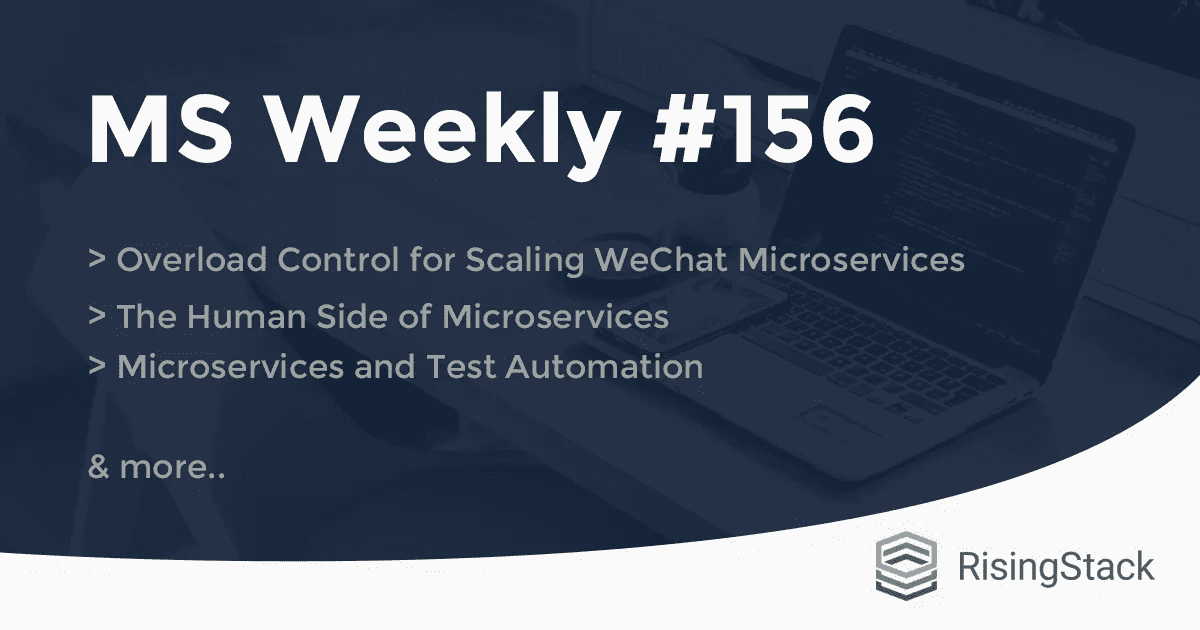 MS Weekly #156
> Overload Control for Scaling WeChat Microservices
> The Human Side of Microservices
> Microservices and Test Automation
& more..
RisingStack